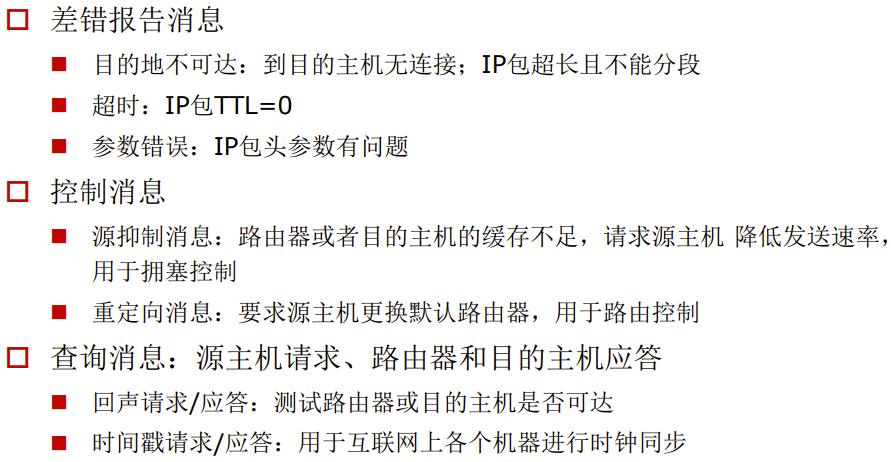 差错报告消息
目的地不可达：到目的主机无连接；IP包超长且不能分段
超时：IP包TTL=0
参数错误：IP包头参数有问题
控制消息
源抑制消息：路由器或者目的主机的缓存不足，请求源主机 降低发送速率，
用于拥塞控制
重定向消息：要求源主机更换默认路由器，用于路由控制
查询消息：源主机请求、路由器和目的主机应答
回声请求/应答：测试路由器或目的主机是否可达
时间戳请求/应答：用于互联网上各个机器进行时钟同步